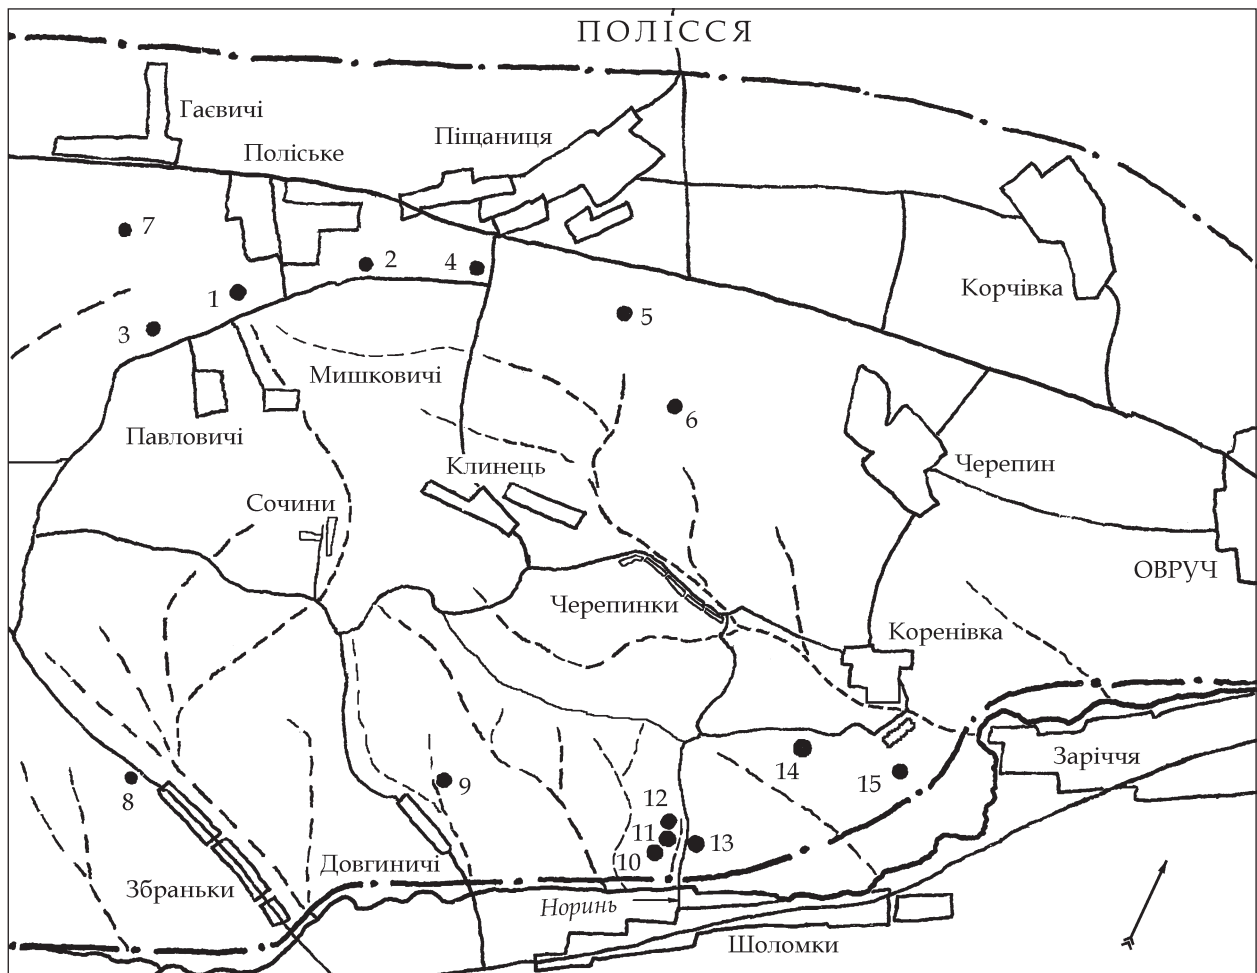 ПОЛІССЯ
Гаєвичі
Піщаниця
Поліське
7
2
4
1
Корчівка
3
5
Мишковичі
6
Павловичі
Клинець
Черепин
Сочини
ОВРУЧ
Черепинки
Коренівка
Заріччя
14
15
8
9
12
11
13
10
Довгиничі
Збраньки
Норинь
Шоломки